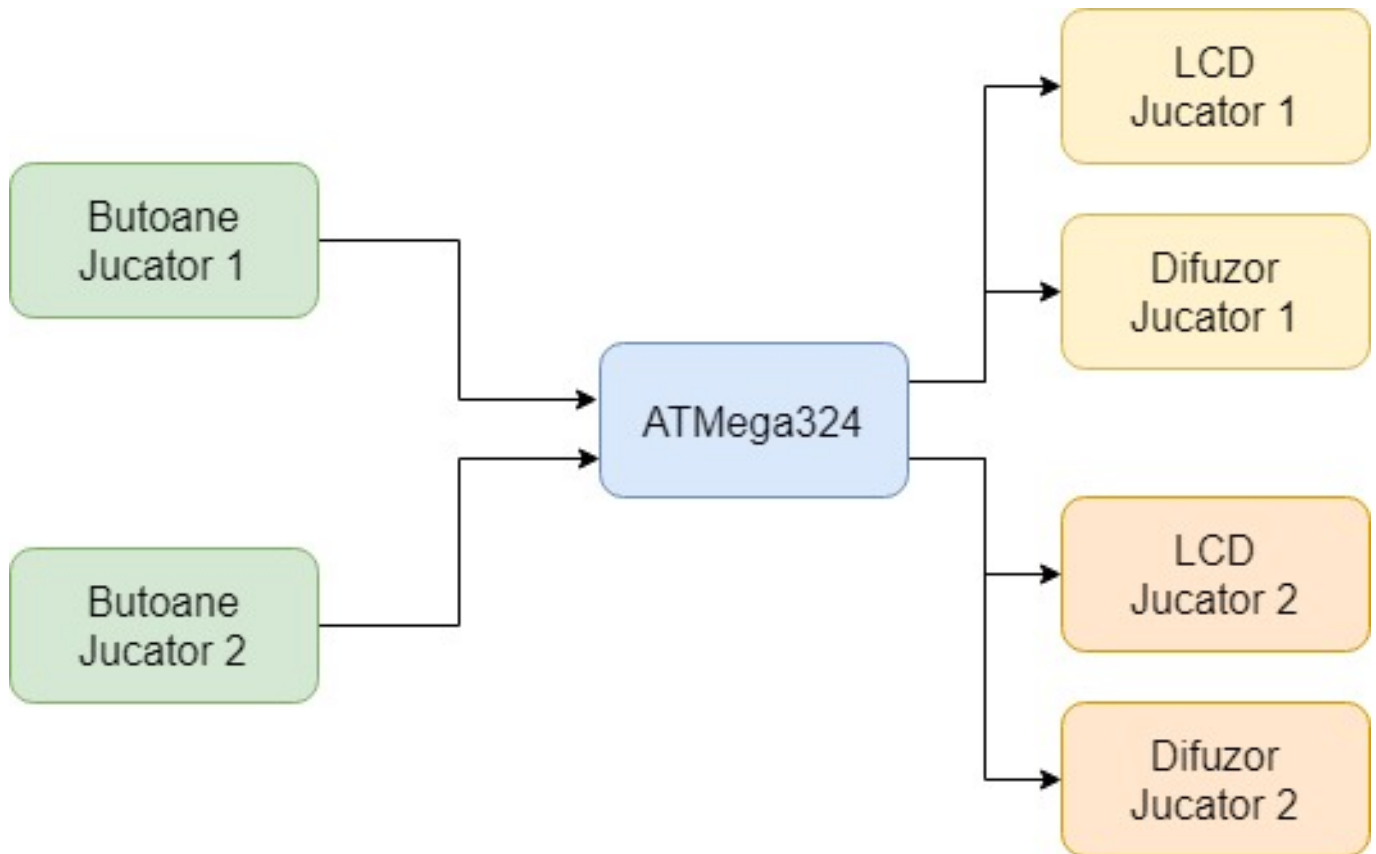 Butoane
Jucator 1
Butoane
Jucator 2
ATMega324
LCD
Jucator 1
Difuzor
Jucator 1
LCD
Jucator 2
Difuzor
Jucator 2